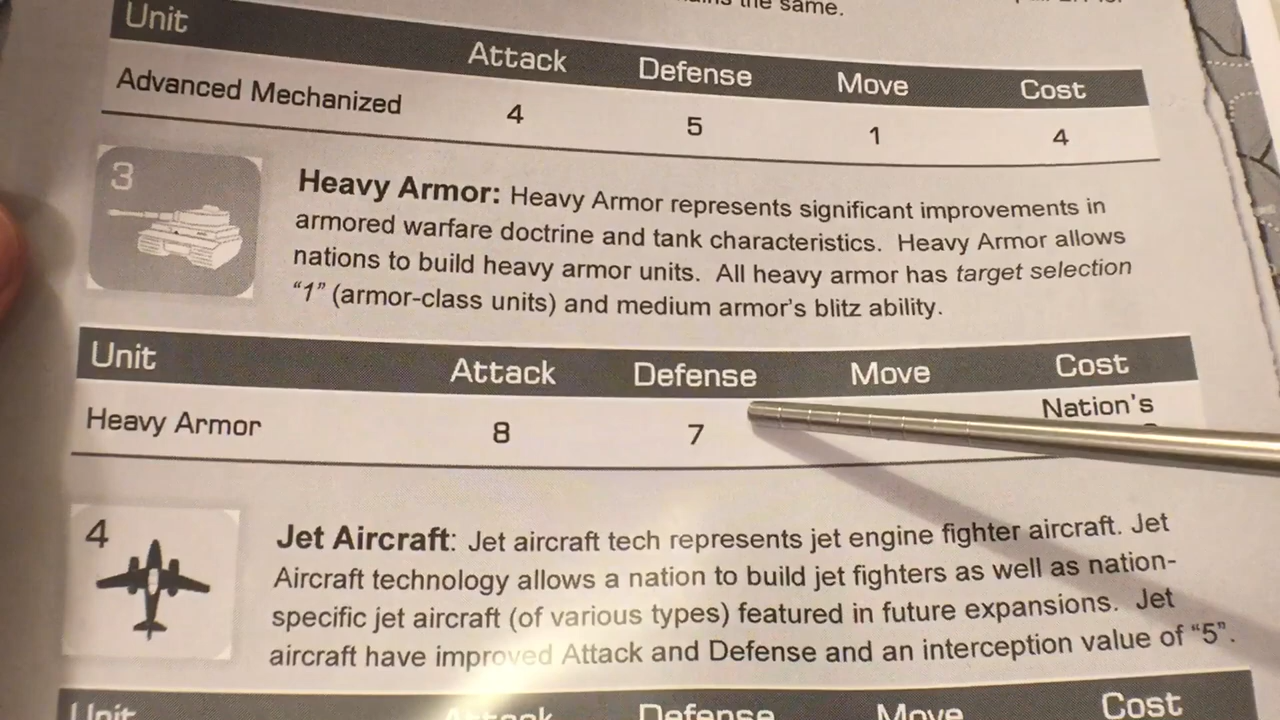 the same.
Unit Attack Defense Move Cost
Advanced Mechanized 4 5 1 4
3
Heavy Armor: Heavy Armor represents significant improvements in
armored warfare doctrine and tank characteristics. Heavy Armor allows
nations to build heavy armor units. All heavy armor has target selection
“1” (armor-class units) and medium armor’s blitz ability.
Unit Attack Defense Move Cost
Heavy Armor 8 7 Nation's
4
Jet Aircraft: Jet aircraft tech represents jet engine fighter aircraft. Jet
Aircraft technology allows a nation to build jet fighters as well as nation-
specific jet aircraft (of various types) featured in future expansions. Jet
aircraft have improved Attack and Defense and an interception value of “5”.
Unit Attack Defense Move Cost